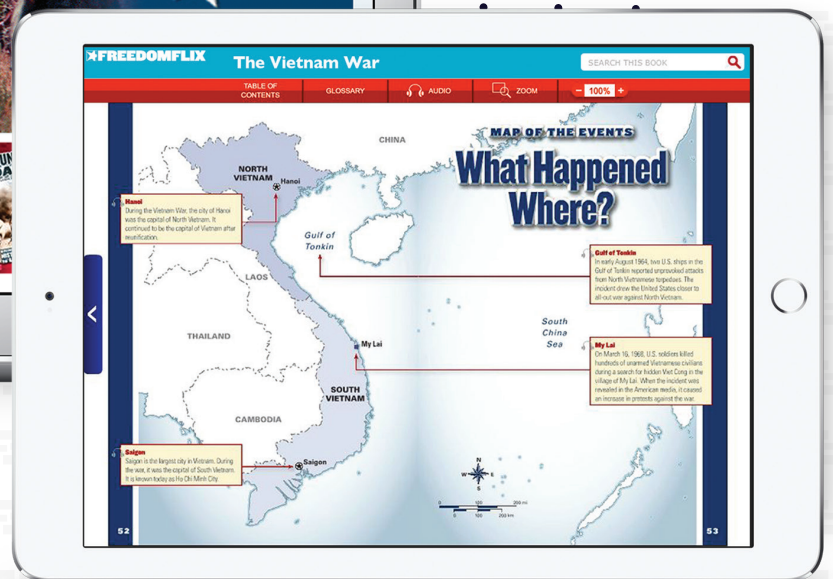 FREEDOMFLIX
The Vietnam War
SEARCH THIS BOOK
TABLE OF
CONTENTS
GLOSSARY
AUDIO
ZOOM
- 100% +
MAP OF THE EVENTS
What Happened
Where?
CHINA
NORTH
VIETNAM
Hanoi
Hanoi
During the Vietnam War, the city of Hanoi
was the capital of North Vietnam. It
continued to be the capital of Vietnam after
reunification.
Gulf of
Tonkin
LAOS
Gulf of Tonkin
In early August 1964, two U.S. ships in the
Gulf of Tonkin reported unprovoked attacks
from North Vietnamese torpedoes. The
incident drew the United States closer to
all-out war against North Vietnam.
THAILAND
South
China
Sea
My Lai
My Lai
On March 16, 1968, U.S. soldiers killed
hundreds of unarmed Vietnamese civilians
during a search for hidden Viet Cong in the
village of My Lai. When the incident was
revealed in the American media, it caused
an increase in protests against the war.
SOUTH
VIETNAM
CAMBODIA
Saigon
Saigon is the largest city in Vietnam. During
the war, it was the capital of South Vietnam.
It is known today as Ho Chi Minh City.
Saigon
N
W E
S
0 100 200 mi
0 100 200 km
52
53